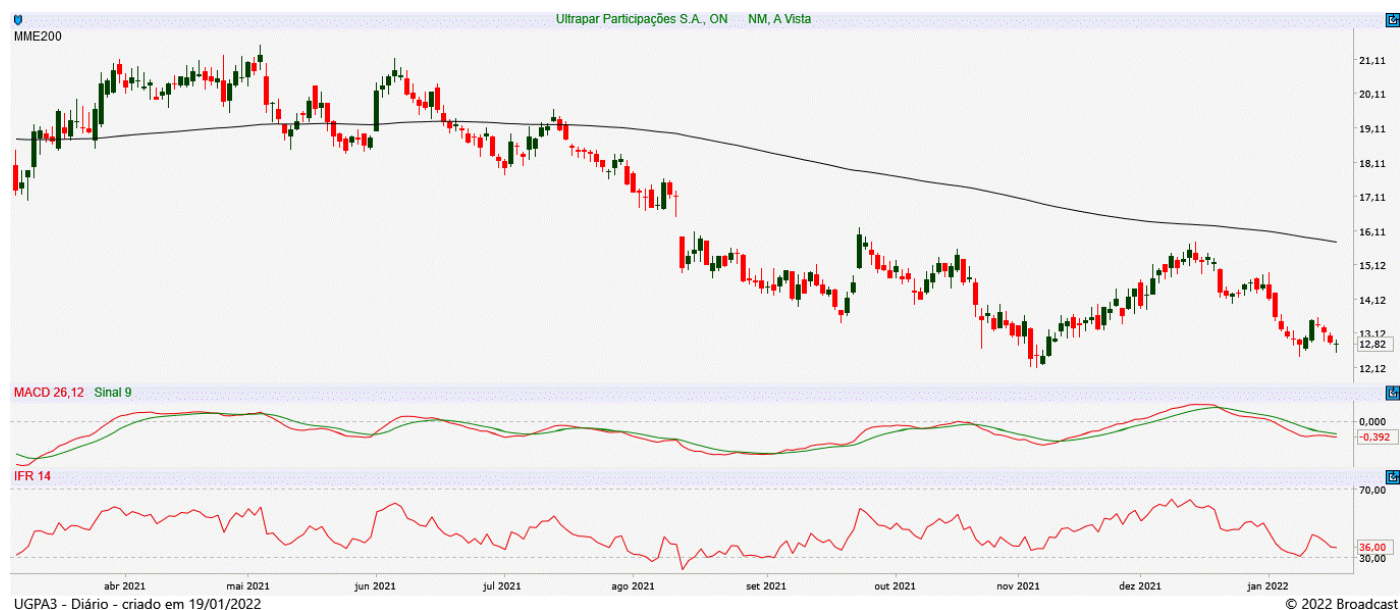 Ultrapar Participações S.A., ON NM, A Vista
MME200
21,11
20,11
19,11
18,11
17,11
16,11
15,12
14,12
13,12
12,82
12,12
MACD 26,12 Sinal 9
0,000
-0,392
IFR 14
70,00
36,00
30,00
abr 2021 mai 2021 jun 2021 jul 2021 ago 2021 set 2021 out 2021 nov 2021 dez 2021 jan 2022
UGPA3 - Diário - criado em 19/01/2022 © 2022 Broadcast